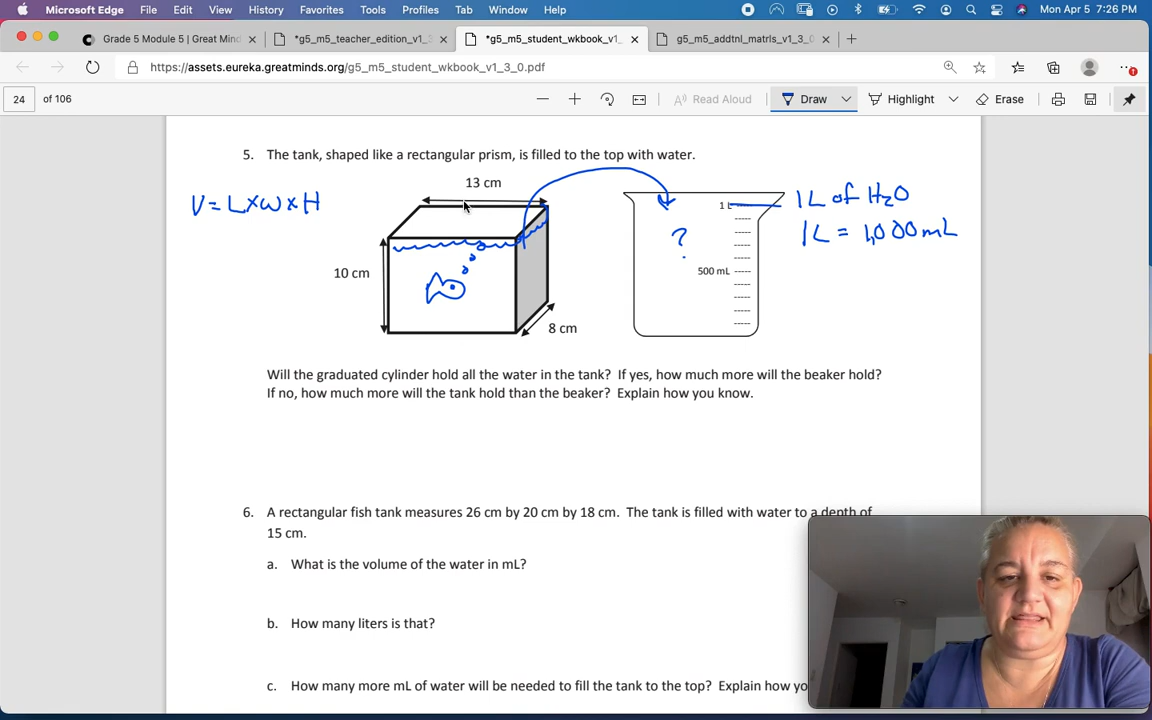 Microsoft Edge File Edit View History Favorites Tools Profiles Tab Window Help Mon Apr 5 7:26 PM
Grade 5 Module 5 | Great Mind *g5_m5_teacher_edition_v1_3 *g5_m5_student_wkbook_v1_ g5_m5_addtnl_matrls_v1_3_0
https://assets.eureka.greatminds.org/g5_m5_student_wkbook_v1_3_0.pdf
24 of 106 Read Aloud Draw Highlight Erase
5. The tank, shaped like a rectangular prism, is filled to the top with water.
13 cm
V = L x W x H
1 L
1L of H2O
1L = 1,000 mL
?
10 cm
500 mL
8 cm
Will the graduated cylinder hold all the water in the tank? If yes, how much more will the beaker hold?
If no, how much more will the tank hold than the beaker? Explain how you know.
6. A rectangular fish tank measures 26 cm by 20 cm by 18 cm. The tank is filled with water to a depth of
15 cm.
a. What is the volume of the water in mL?
b. How many liters is that?
c. How many more mL of water will be needed to fill the tank to the top? Explain how yo